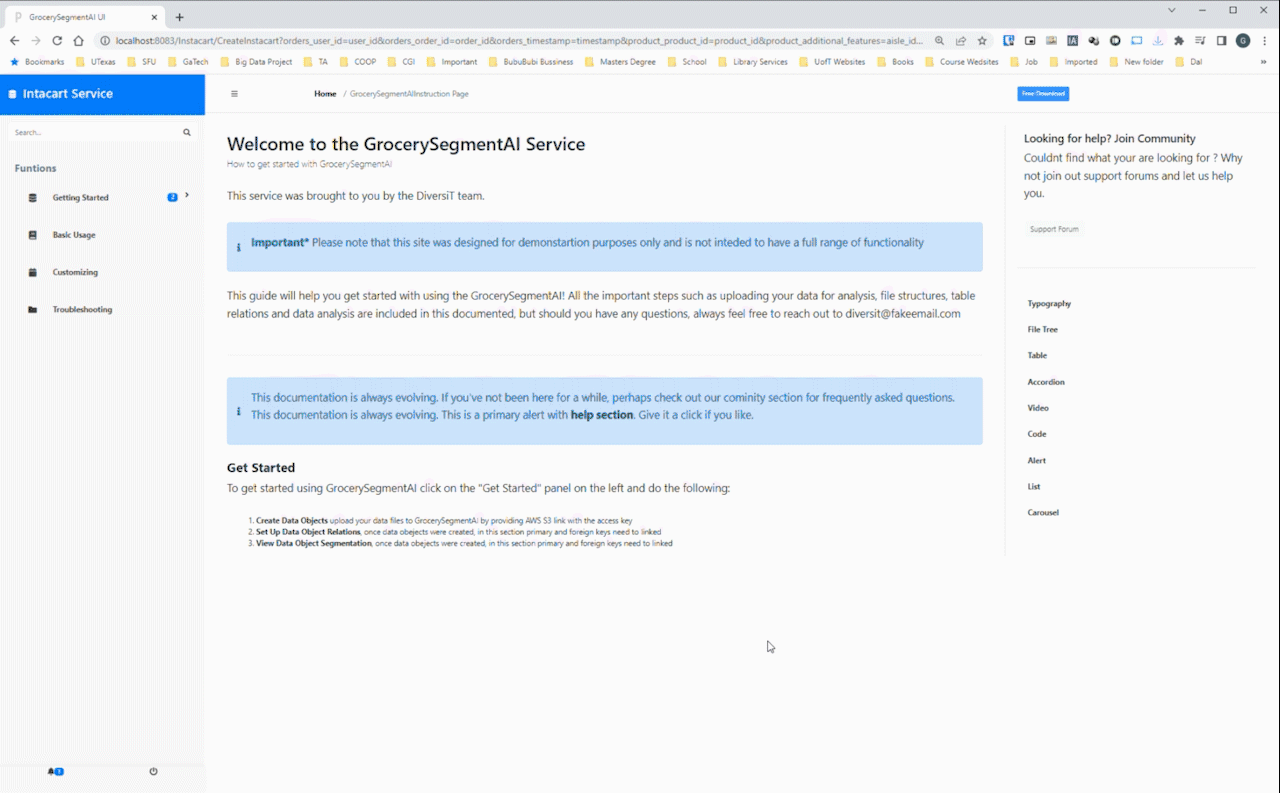 GrocerySegmentAI UI
localhost:8083/Instacart/CreateInstacart?orders_user_id=user_id&orders_order_id=order_id&orders_timestamp=timestamp&product_product_id=product_id&product_additional_features=aisle_id...
Bookmarks UTexas SFU GaTech Big Data Project TA COOP CGI Important BubuBubi Bussiness Masters Degree School Library Services UofT Websites Books Course Wedsites Job Imported New folder Dal
Intacart Service
Home / GrocerySegmentAIInstruction Page
Free Download
Search...
Funtions
Getting Started 2
Basic Usage
Customizing
Troubleshooting
Welcome to the GrocerySegmentAI Service
How to get started with GrocerySegmentAI
This service was brought to you by the DiversiT team.
Important* Please note that this site was designed for demonstartion purposes only and is not inteded to have a full range of functionality
This guide will help you get started with using the GrocerySegmentAI! All the important steps such as uploading your data for analysis, file structures, table
relations and data analysis are included in this documented, but should you have any questions, always feel free to reach out to diversit@fakeemail.com
This documentation is always evolving. If you've not been here for a while, perhaps check out our cominity section for frequently asked questions.
This documentation is always evolving. This is a primary alert with help section. Give it a click if you like.
Get Started
To get started using GrocerySegmentAI click on the "Get Started" panel on the left and do the following:
1. Create Data Objects upload your data files to GrocerySegmentAI by providing AWS S3 link with the access key
2. Set Up Data Object Relations, once data obejects were created, in this section primary and foreign keys need to linked
3. View Data Object Segmentation, once data obejects were created, in this section primary and foreign keys need to linked
Looking for help? Join Community
Couldnt find what your are looking for ? Why
not join out support forums and let us help
you.
Support Forum
Typography
File Tree
Table
Accordion
Video
Code
Alert
List
Carousel